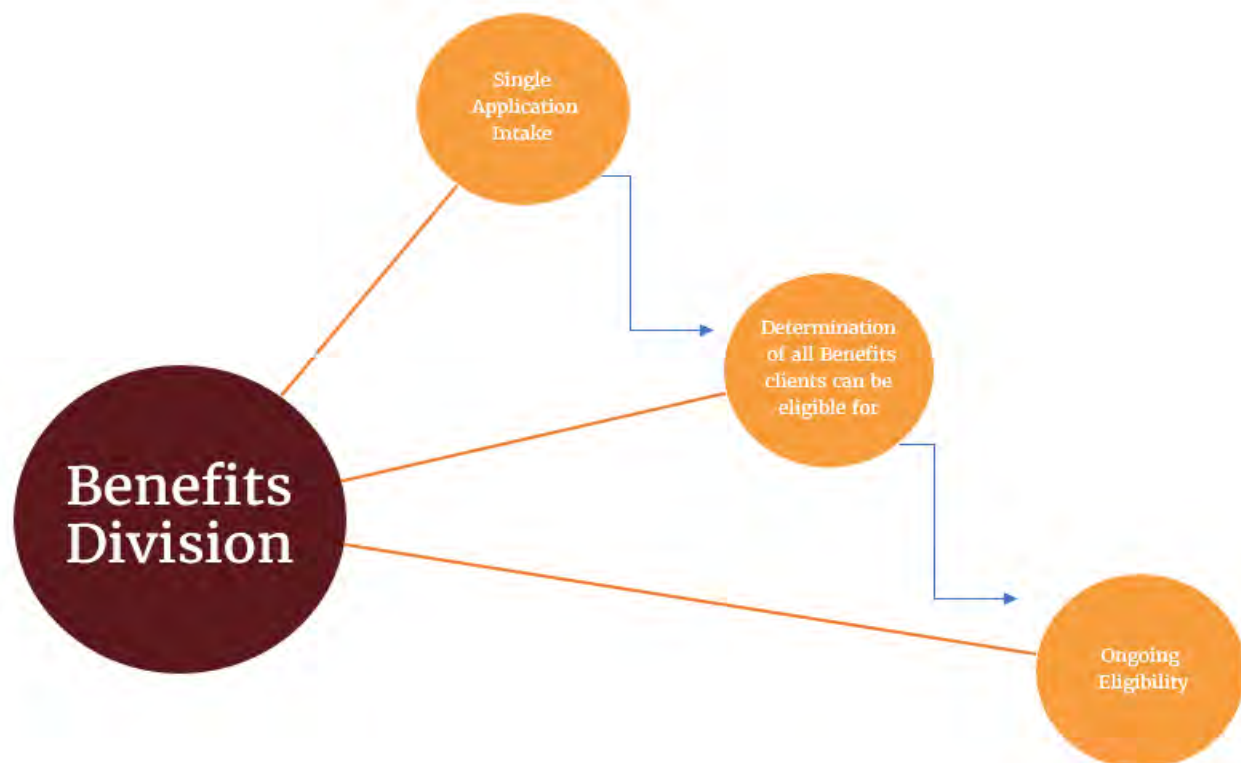 Single
Application
Intake
Determination
of all Benefits
clients can be
eligible for
Benefits
Division
Ongoing
Eligibility